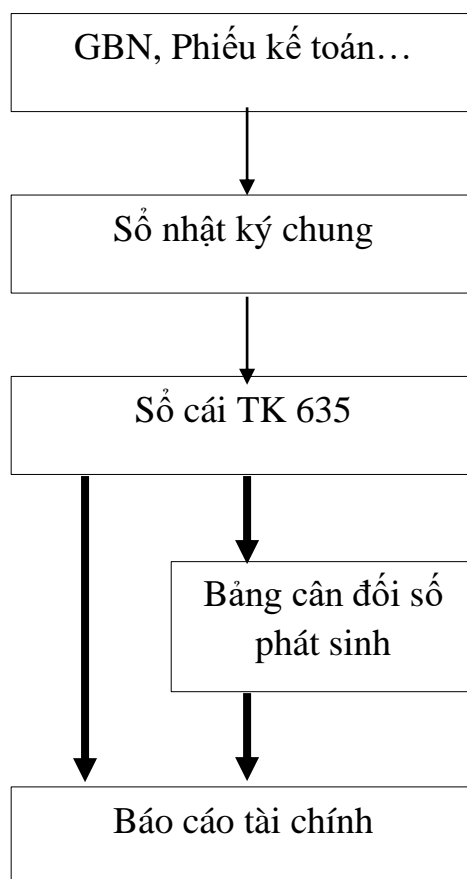 GBN, Phiếu kế toán…
Sổ nhật ký chung
Sổ cái TK 635
Bảng cân đối số
phát sinh
Báo cáo tài chính